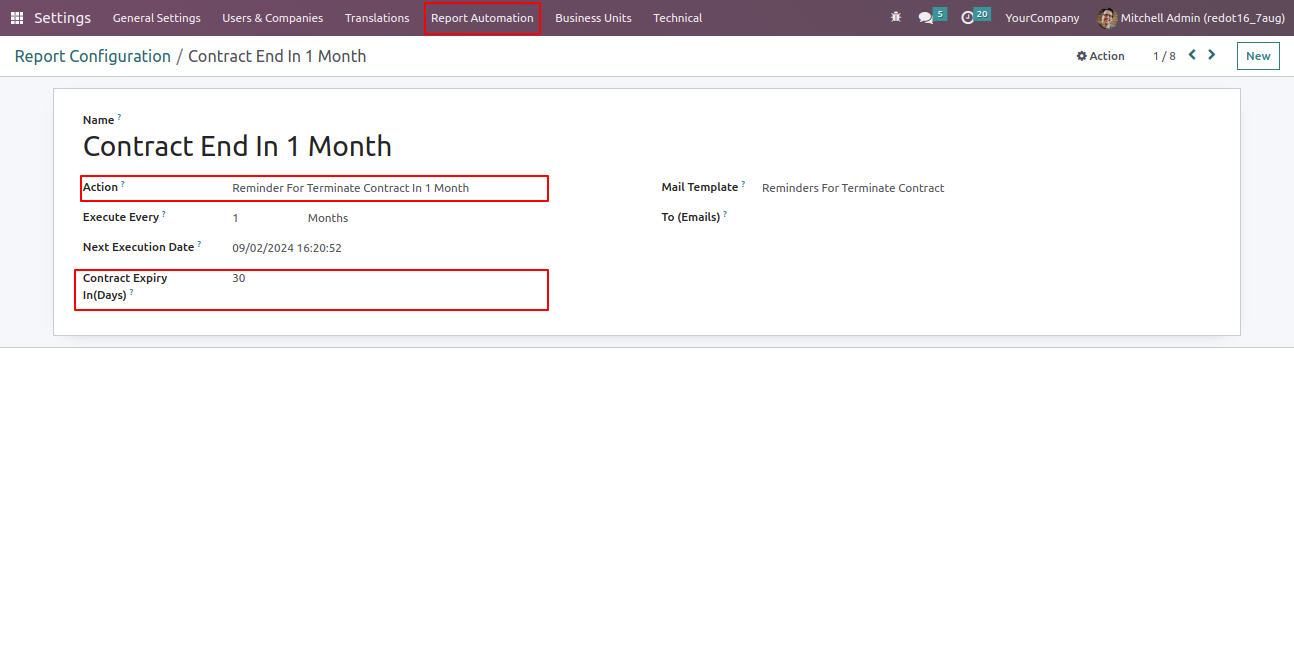 Settings General Settings Users & Companies Translations Report Automation Business Units Technical 5 20 YourCompany Mitchell Admin (redot16_7aug)
Report Configuration / Contract End In 1 Month Action 1 / 8 New
Name ?
Contract End In 1 Month
Action ? Reminder For Terminate Contract In 1 Month Mail Template ? Reminders For Terminate Contract
Execute Every ? 1 Months To (Emails) ?
Next Execution Date ? 09/02/2024 16:20:52
Contract Expiry 30
In(Days) ?